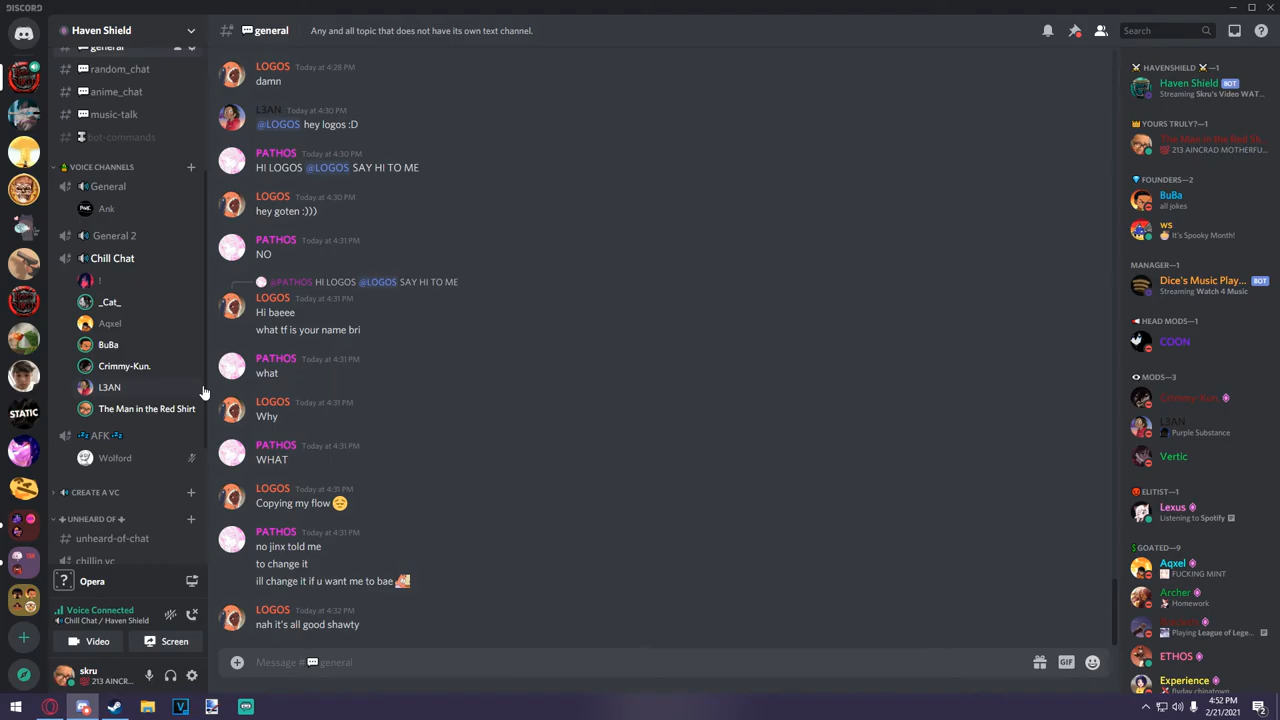 DISCORD
Haven Shield
general
random_chat
anime_chat
music-talk
bot-commands
VOICE CHANNELS
General
Ank
General 2
Chill Chat
!
_Cat_
Aqxel
BuBa
Crimmy-Kun.
L3AN
The Man in the Red Shirt
AFK
Wolford
CREATE A VC
UNHEARD OF
unheard-of-chat
chillin vc
Opera
Voice Connected
Chill Chat / Haven Shield
Video
Screen
skru
213 AINCR...
STATIC
general
Any and all topic that does not have its own text channel.
Search
LOGOS Today at 4:28 PM
damn
L3AN Today at 4:30 PM
@LOGOS hey logos :D
PATHOS Today at 4:30 PM
HI LOGOS @LOGOS SAY HI TO ME
LOGOS Today at 4:30 PM
hey goten :)))
PATHOS Today at 4:31 PM
NO
@PATHOS HI LOGOS @LOGOS SAY HI TO ME
LOGOS Today at 4:31 PM
Hi baeee
what tf is your name bri
PATHOS Today at 4:31 PM
what
LOGOS Today at 4:31 PM
Why
PATHOS Today at 4:31 PM
WHAT
LOGOS Today at 4:31 PM
Copying my flow
PATHOS Today at 4:31 PM
no jinx told me
to change it
ill change it if u want me to bae
LOGOS Today at 4:32 PM
nah it's all good shawty
Message # general
GIF
HAVENSHIELD—1
Haven Shield BOT
Streaming Skru's Video WAT...
YOURS TRULY?—1
The Man in the Red Sh
213 AINCRAD MOTHERFU...
FOUNDERS—2
BuBa
all jokes
ws
It's Spooky Month!
MANAGER—1
Dice's Music Play... BOT
Streaming Watch 4 Music
HEAD MODS—1
COON
MODS—3
Crimmy-Kun.
L3AN
Purple Substance
Vertic
ELITIST—1
Lexus
Listening to Spotify
GOATED—9
Aqxel
FUCKING MINT
Archer
Homework
Playing League of Lege...
ETHOS
Experience
flyday chinatown
4:52 PM
2/21/2021